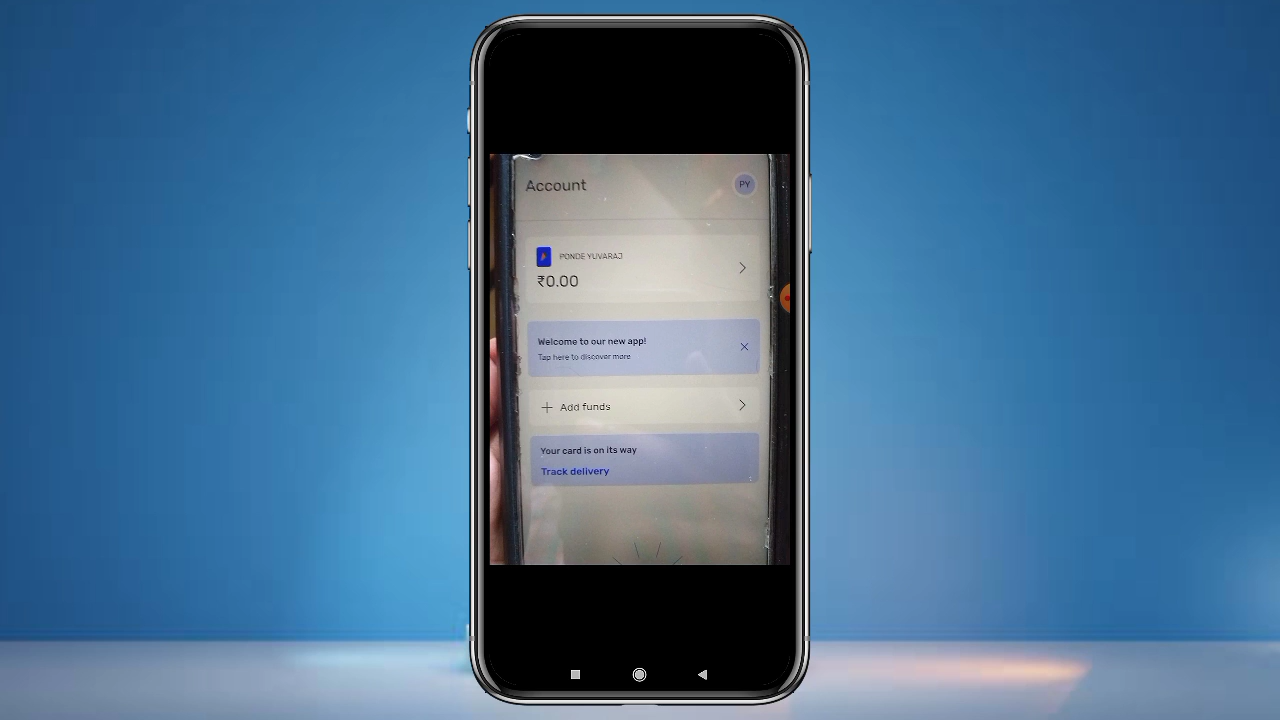 Account
PY
PONDE YUVARAJ
₹0.00
Welcome to our new app!
Tap here to discover more
Add funds
Your card is on its way
Track delivery